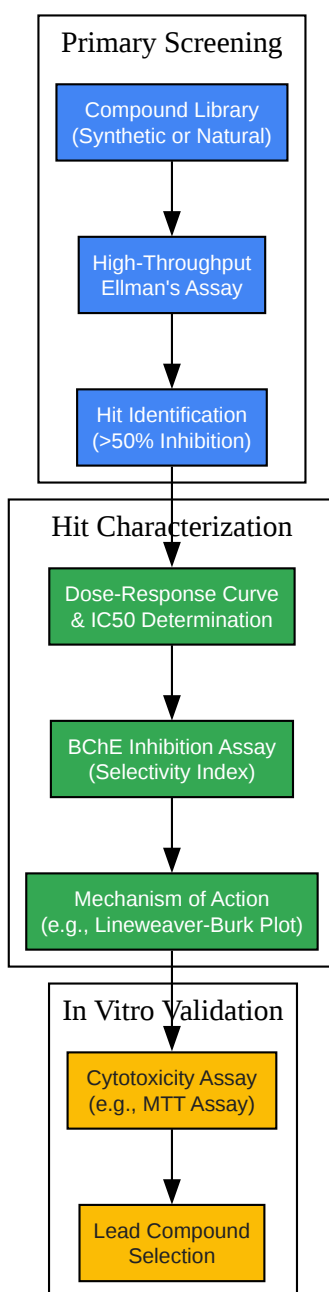 Primary Screening
Compound Library
(Synthetic or Natural)
High-Throughput
Ellman's Assay
Hit Identification
(>50% Inhibition)
Hit Characterization
Dose-Response Curve
& IC50 Determination
BChE Inhibition Assay
(Selectivity Index)
Mechanism of Action
(e.g., Lineweaver-Burk Plot)
In Vitro Validation
Cytotoxicity Assay
(e.g., MTT Assay)
Lead Compound
Selection